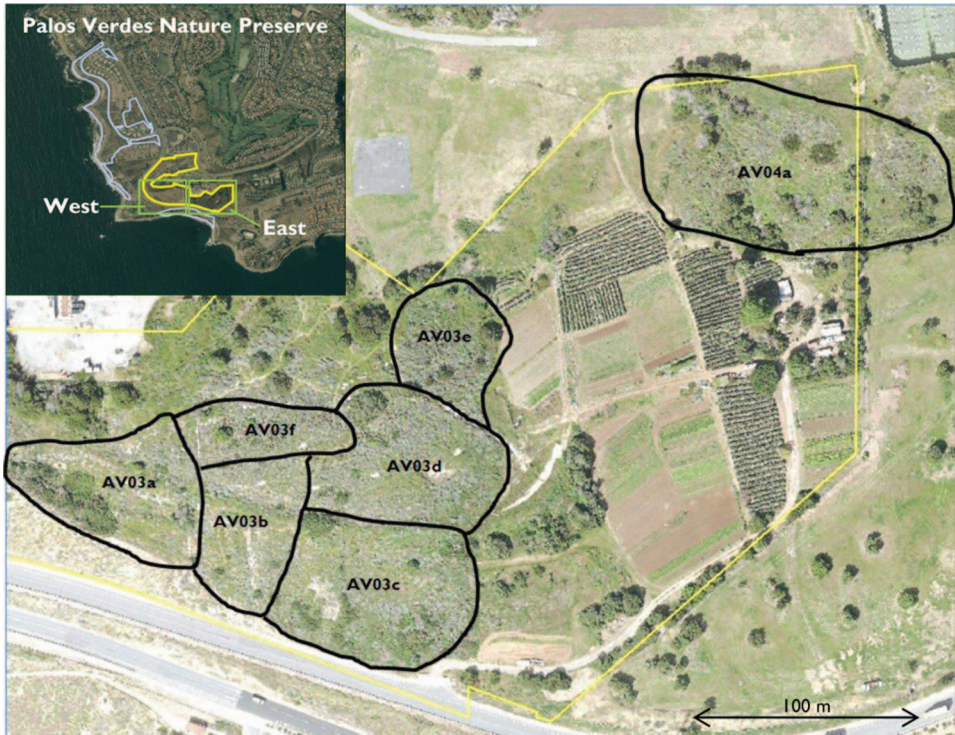 Palos Verdes Nature Preserve
West
East
AV04a
AV03e
AV03f
AV03d
AV03a
AV03b
AV03c
100 m